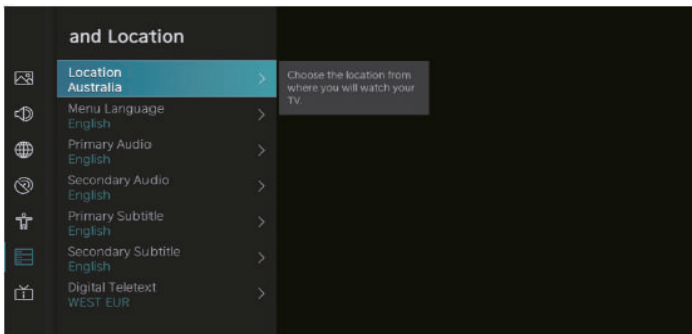 and Location
Location
Australia
Choose the location from
where you will watch your
TV.
Menu Language
English
Primary Audio
English
Secondary Audio
English
Primary Subtitle
English
Secondary Subtitle
English
Digital Teletext
WEST EUR